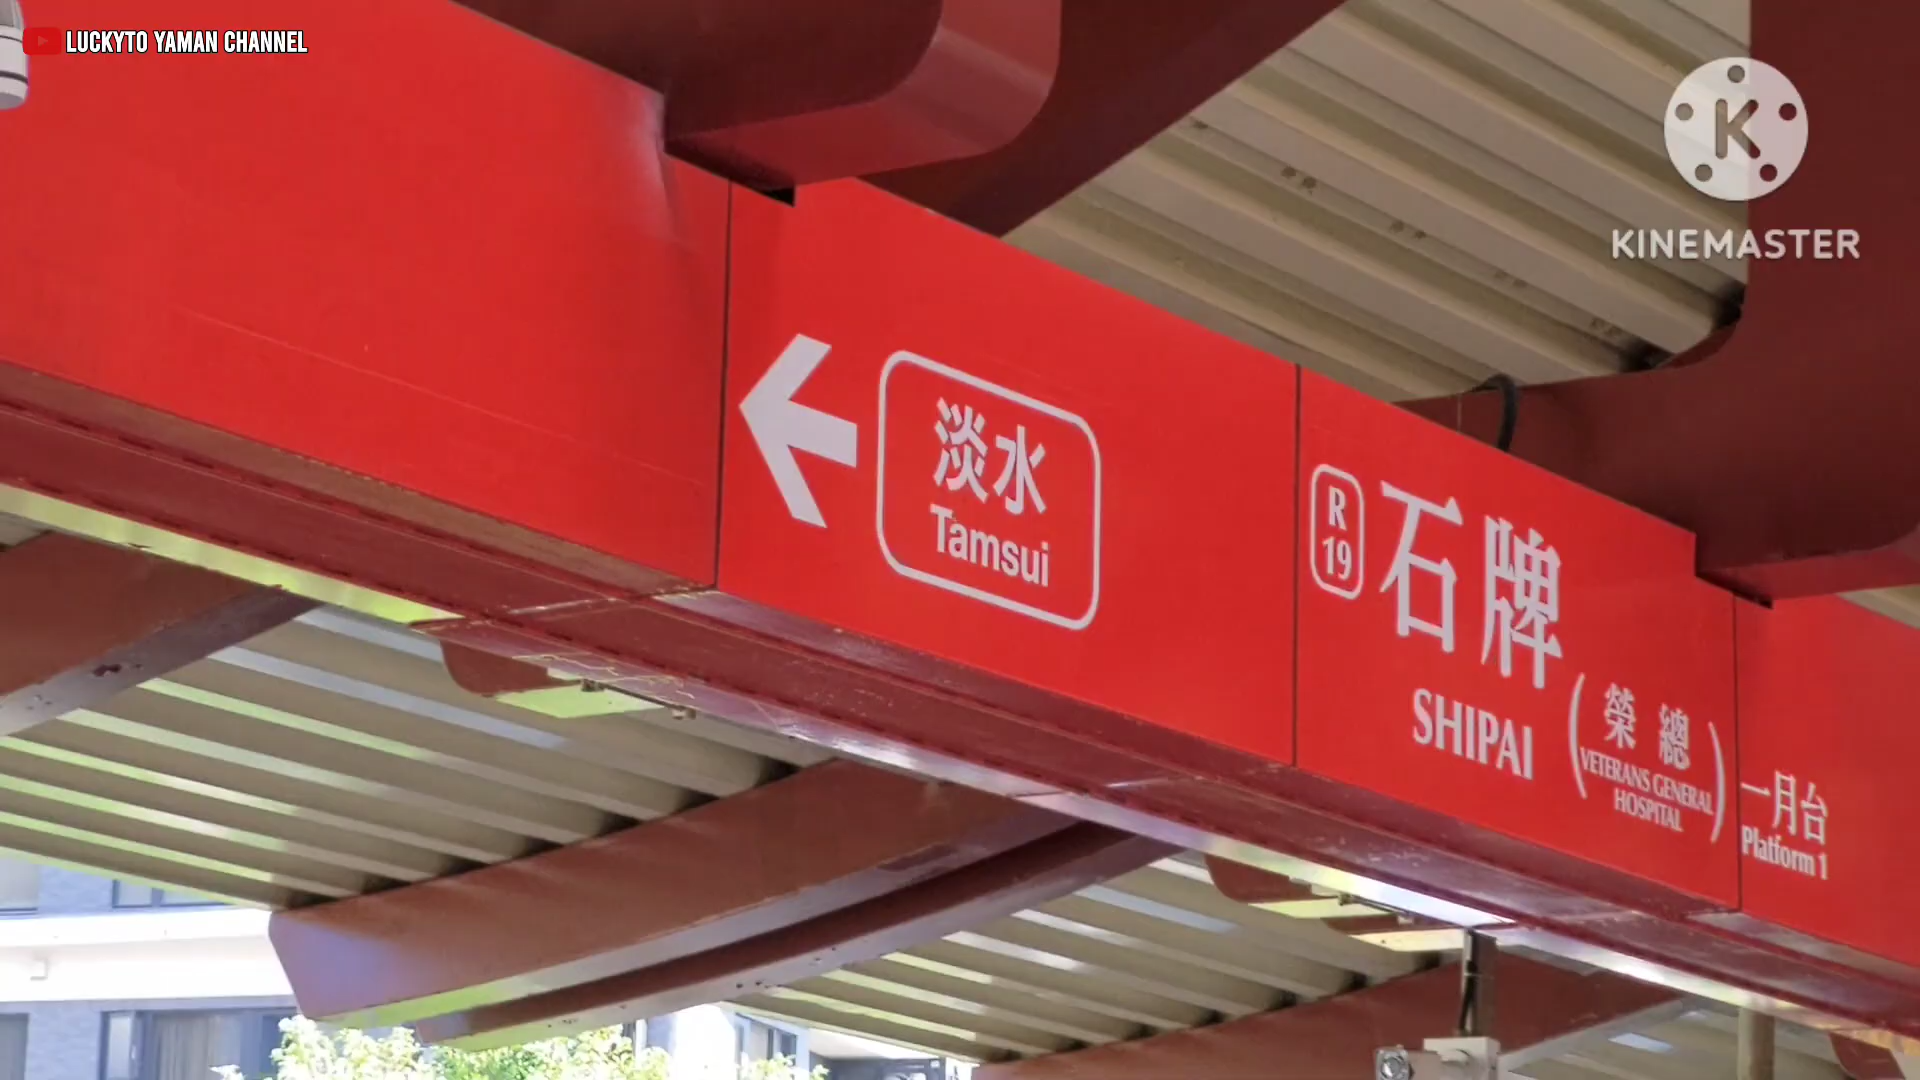 LUCKYTO YAMAN CHANNEL
K
KINEMASTER
淡水
Tamsui
R
19
石牌
SHIPAI
(榮總
VETERANS GENERAL
HOSPITAL)
一月台
Platform 1